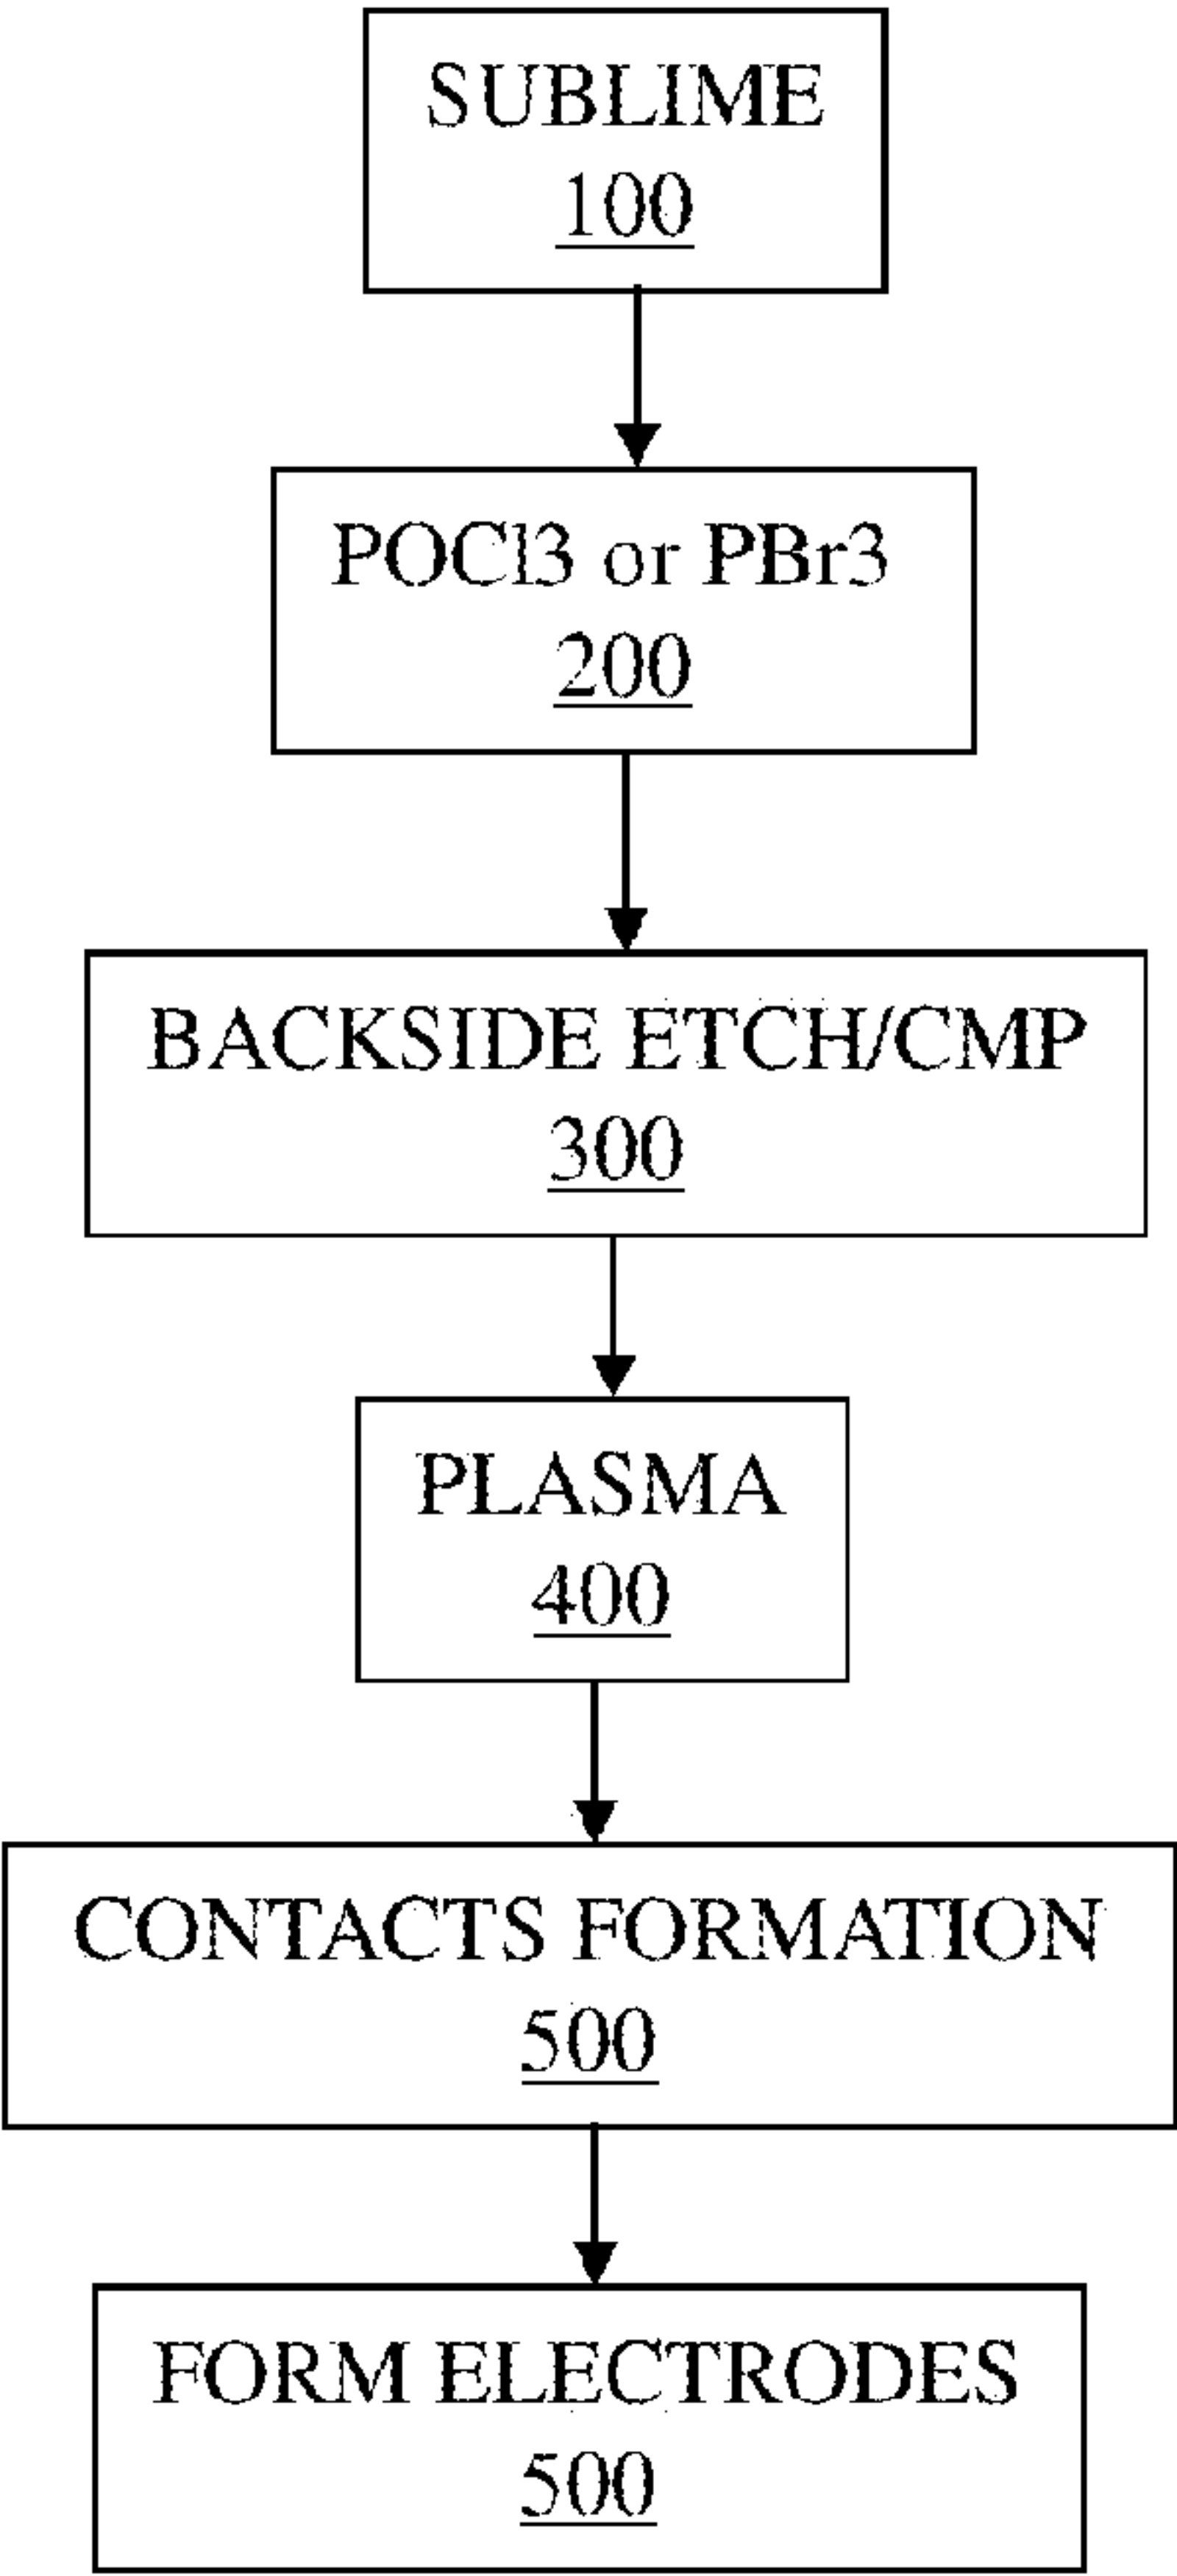 SUBLIME
100
POCl3 or PBr3
200
BACKSIDE ETCH/CMP
300
PLASMA
400
CONTACTS FORMATION
500
FORM ELECTRODES
500